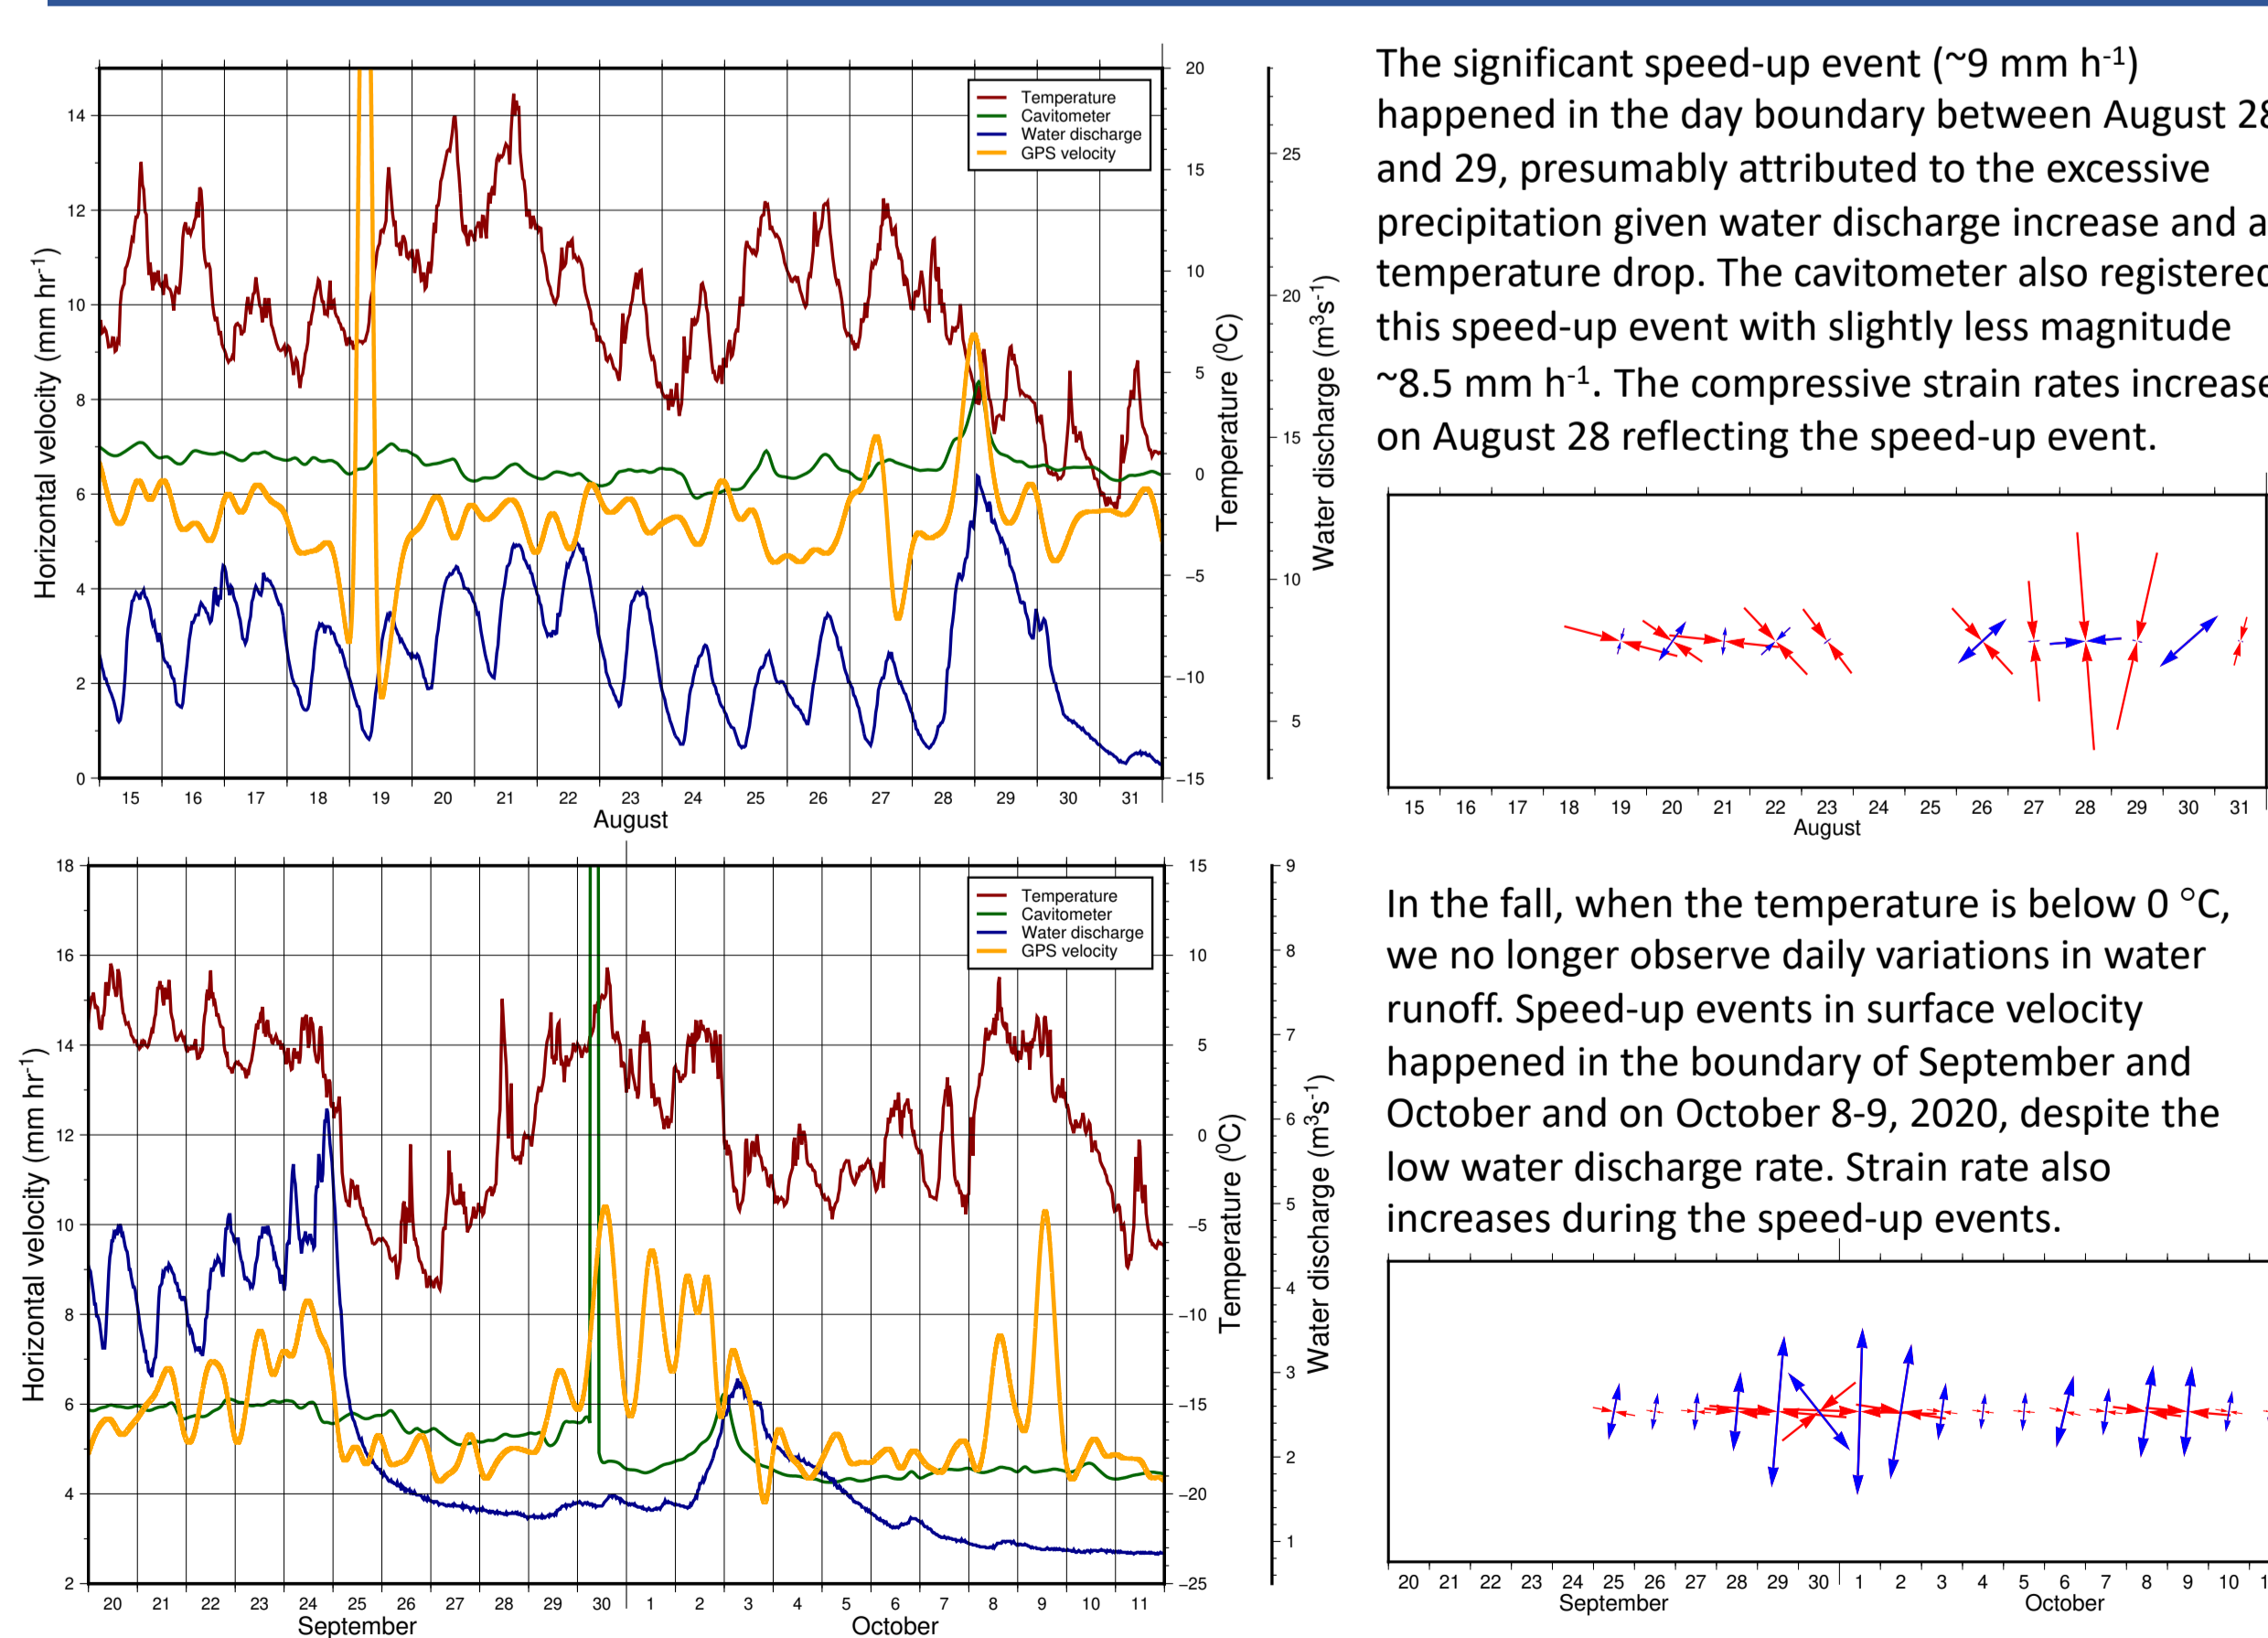 The significant speed-up event (~9 mm h-1)
happened in the day boundary between August 28
and 29, presumably attributed to the excessive
precipitation given water discharge increase and a
temperature drop. The cavitometer also registered
this speed-up event with slightly less magnitude
~8.5 mm h-1. The compressive strain rates increase
on August 28 reflecting the speed-up event.
Horizontal velocity (mm hr-1)
0 2 4 6 8 10 12 14
Temperature
Cavitometer
Water discharge
GPS velocity
20 15 10 5 0 −5 −10 −15
Temperature (0C)
25 20 15 10 5
Water discharge (m3s-1)
15 16 17 18 19 20 21 22 23 24 25 26 27 28 29 30 31
August
15 16 17 18 19 20 21 22 23 24 25 26 27 28 29 30 31
August
In the fall, when the temperature is below 0 °C,
we no longer observe daily variations in water
runoff. Speed-up events in surface velocity
happened in the boundary of September and
October and on October 8-9, 2020, despite the
low water discharge rate. Strain rate also
increases during the speed-up events.
Horizontal velocity (mm hr-1)
2 4 6 8 10 12 14 16 18
Temperature
Cavitometer
Water discharge
GPS velocity
15 10 5 0 −5 −10 −15 −20 −25
Temperature (0C)
9 8 7 6 5 4 3 2 1
Water discharge (m3s-1)
20 21 22 23 24 25 26 27 28 29 30 1 2 3 4 5 6 7 8 9 10 11
September October
20 21 22 23 24 25 26 27 28 29 30 1 2 3 4 5 6 7 8 9 10
September October